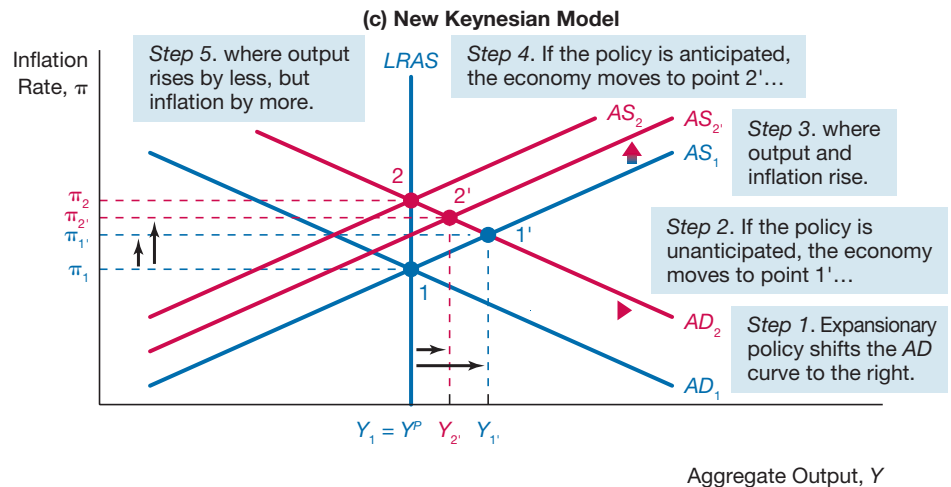 (c) New Keynesian Model
Inflation
Rate, π
Step 5. where output
rises by less, but
inflation by more.
LRAS
Step 4. If the policy is anticipated,
the economy moves to point 2'…
AS2
AS2'
AS1
Step 3. where
output and
inflation rise.
2
2'
1'
1
π2
π2'
π1'
π1
Step 2. If the policy is
unanticipated, the economy
moves to point 1'…
AD2
Step 1. Expansionary
policy shifts the AD
curve to the right.
AD1
Y1 = YP
Y2'
Y1'
Aggregate Output, Y